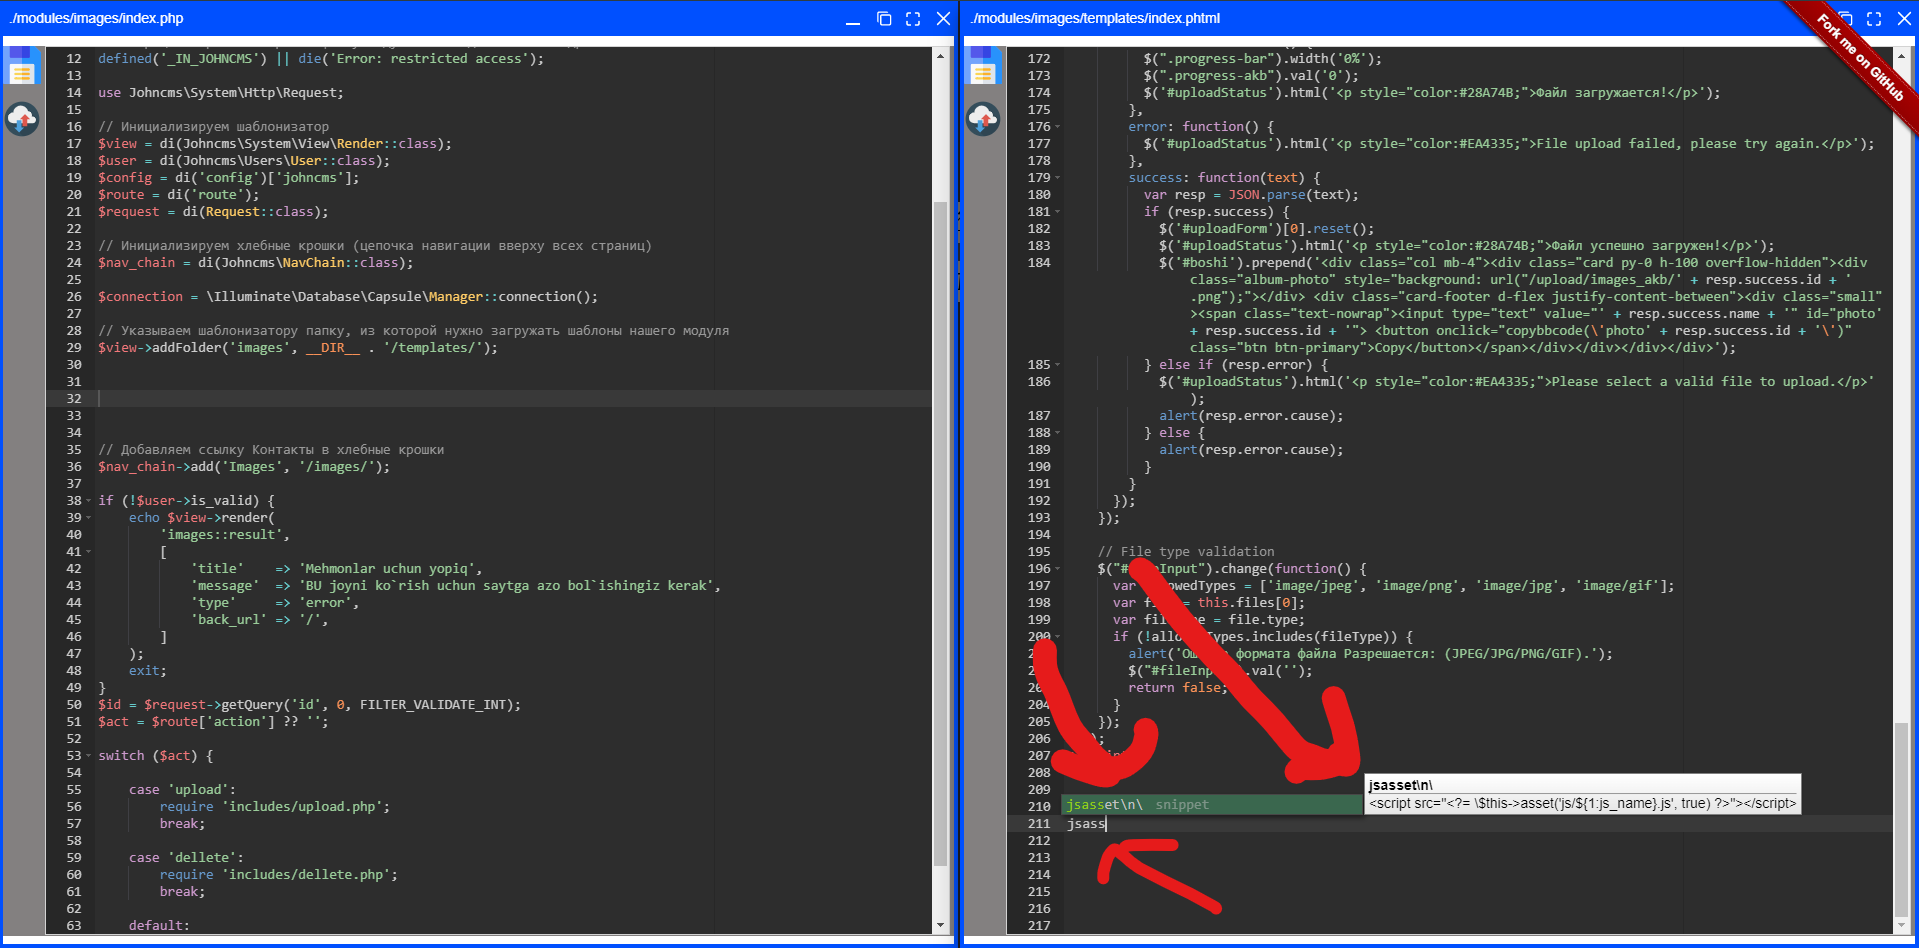 ./modules/images/index.php
12 defined('_IN_JOHNCMS') || die('Error: restricted access');
13
14 use Johncms\System\Http\Request;
15
16 // Инициализируем шаблонизатор
17 $view = di(Johncms\System\View\Render::class);
18 $user = di(Johncms\Users\User::class);
19 $config = di('config')['johncms'];
20 $route = di('route');
21 $request = di(Request::class);
22
23 // Инициализируем хлебные крошки (цепочка навигации вверху всех страниц)
24 $nav_chain = di(Johncms\NavChain::class);
25
26 $connection = \Illuminate\Database\Capsule\Manager::connection();
27
28 // Указываем шаблонизатору папку, из которой нужно загружать шаблоны нашего модуля
29 $view->addFolder('images', __DIR__ . '/templates/');
30
31
32
33
34
35 // Добавляем ссылку Контакты в хлебные крошки
36 $nav_chain->add('Images', '/images/');
37
38 if (!$user->is_valid) {
39 echo $view->render(
40 'images::result',
41 [
42 'title' => 'Mehmonlar uchun yopiq',
43 'message' => 'BU joyni ko`rish uchun saytga azo bol`ishingiz kerak',
44 'type' => 'error',
45 'back_url' => '/',
46 ]
47 );
48 exit;
49 }
50 $id = $request->getQuery('id', 0, FILTER_VALIDATE_INT);
51 $act = $route['action'] ?? '';
52
53 switch ($act) {
54
55 case 'upload':
56 require 'includes/upload.php';
57 break;
58
59 case 'dellete':
60 require 'includes/dellete.php';
61 break;
62
63 default:
./modules/images/templates/index.phtml
Fork me on GitHub
172 $(".progress-bar").width('0%');
173 $(".progress-akb").val('0');
174 $('#uploadStatus').html('<p style="color:#28A74B;">Файл загружается!</p>');
175 },
176 error: function() {
177 $('#uploadStatus').html('<p style="color:#EA4335;">File upload failed, please try again.</p>');
178 },
179 success: function(text) {
180 var resp = JSON.parse(text);
181 if (resp.success) {
182 $('#uploadForm')[0].reset();
183 $('#uploadStatus').html('<p style="color:#28A74B;">Файл успешно загружен!</p>');
184 $('#boshi').prepend('<div class="col mb-4"><div class="card py-0 h-100 overflow-hidden"><div
class="album-photo" style="background: url("/upload/images_akb/' + resp.success.id + '
.png");"></div> <div class="card-footer d-flex justify-content-between"><div class="small"
><span class="text-nowrap"><input type="text" value="' + resp.success.name + '" id="photo'
+ resp.success.id + '"> <button onclick="copybbcode(\'photo' + resp.success.id + '\')"
class="btn btn-primary">Copy</button></span></div></div></div></div>');
185 } else if (resp.error) {
186 $('#uploadStatus').html('<p style="color:#EA4335;">Please select a valid file to upload.</p>'
);
187 alert(resp.error.cause);
188 } else {
189 alert(resp.error.cause);
190 }
191 }
192 });
193 });
194
195 // File type validation
196 $("# Input").change(function() {
197 var owedTypes = ['image/jpeg', 'image/png', 'image/jpg', 'image/gif'];
198 var = this.files[0];
199 var = file.type;
200 if (! Types.includes(fileType)) {
alert(' формата файла Разрешается: (JPEG/JPG/PNG/GIF).');
$("#fileInp .val('');
return false;
204 }
205 });
206 );
207
208
209
210
jsasset\n\ snippet
jsasset\n\
<script src="<?= \$this->asset('js/${1:js_name}.js', true) ?>"></script>
211 jsass
212
213
214
215
216
217